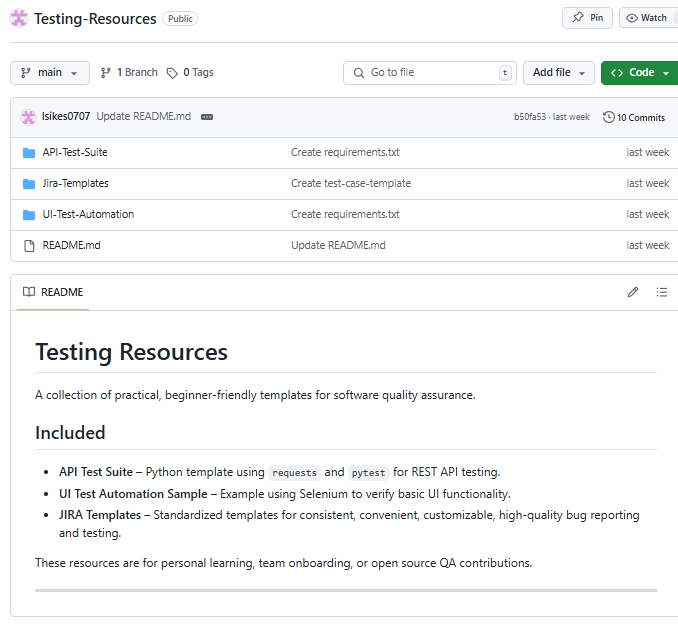 Testing-Resources Public Pin Watch
main 1 Branch 0 Tags Go to file t Add file Code
lsikes0707 Update README.md b50fa53 · last week 10 Commits
API-Test-Suite Create requirements.txt last week
Jira-Templates Create test-case-template last week
UI-Test-Automation Create requirements.txt last week
README.md Update README.md last week
README
Testing Resources
A collection of practical, beginner-friendly templates for software quality assurance.
Included
• API Test Suite – Python template using requests and pytest for REST API testing.
• UI Test Automation Sample – Example using Selenium to verify basic UI functionality.
• JIRA Templates – Standardized templates for consistent, convenient, customizable, high-quality bug reporting
and testing.
These resources are for personal learning, team onboarding, or open source QA contributions.